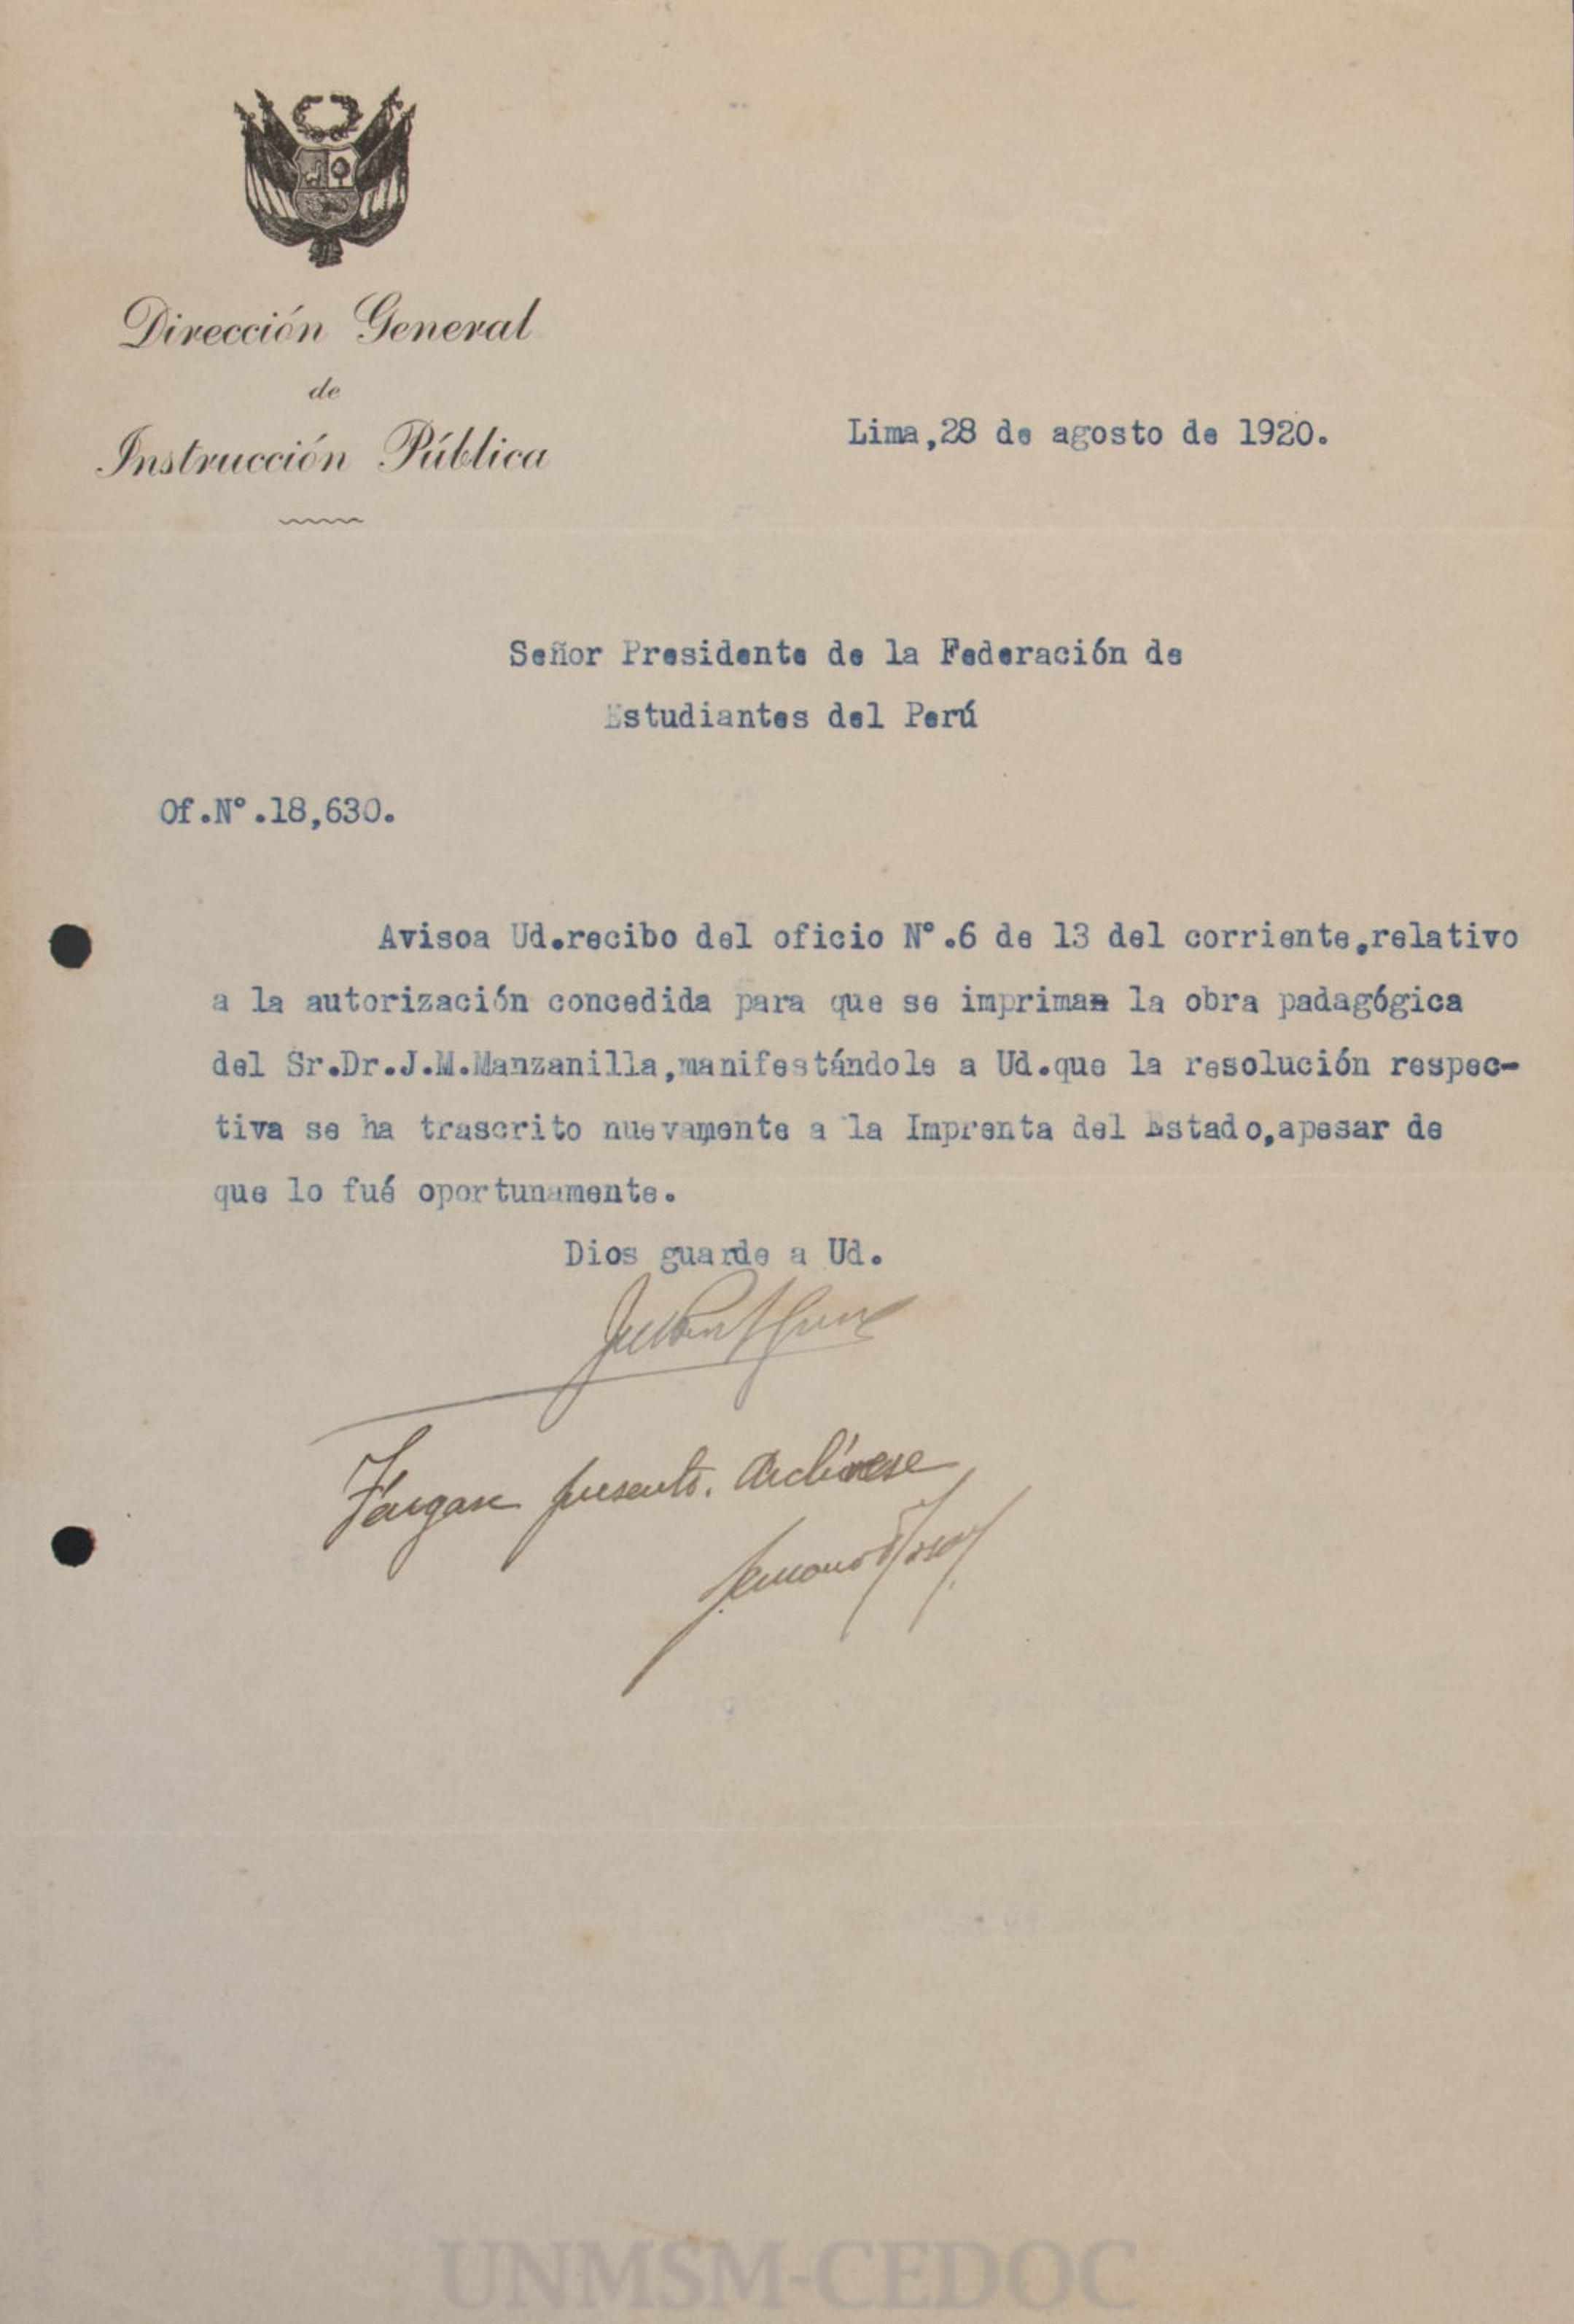 Dirección General
de
Instrucción Pública
Lima,28 de agosto de 1920.
Señor Presidente de la Federación de
Estudiantes del Perú
Of.N°.18,630.
Avisoa Ud.recibo del oficio N°.6 de 13 del corriente,relativo
a la autorización concedida para que se impriman la obra padagógica
del Sr.Dr.J.M.Manzanilla,manifestándole a Ud.que la resolución respec-
tiva se ha trascrito nuevamente a la Imprenta del Estado,apesar de
que lo fué oportunamente.
Dios guarde a Ud.
Téngase presente. Archívese
UNMSM-CEDOC